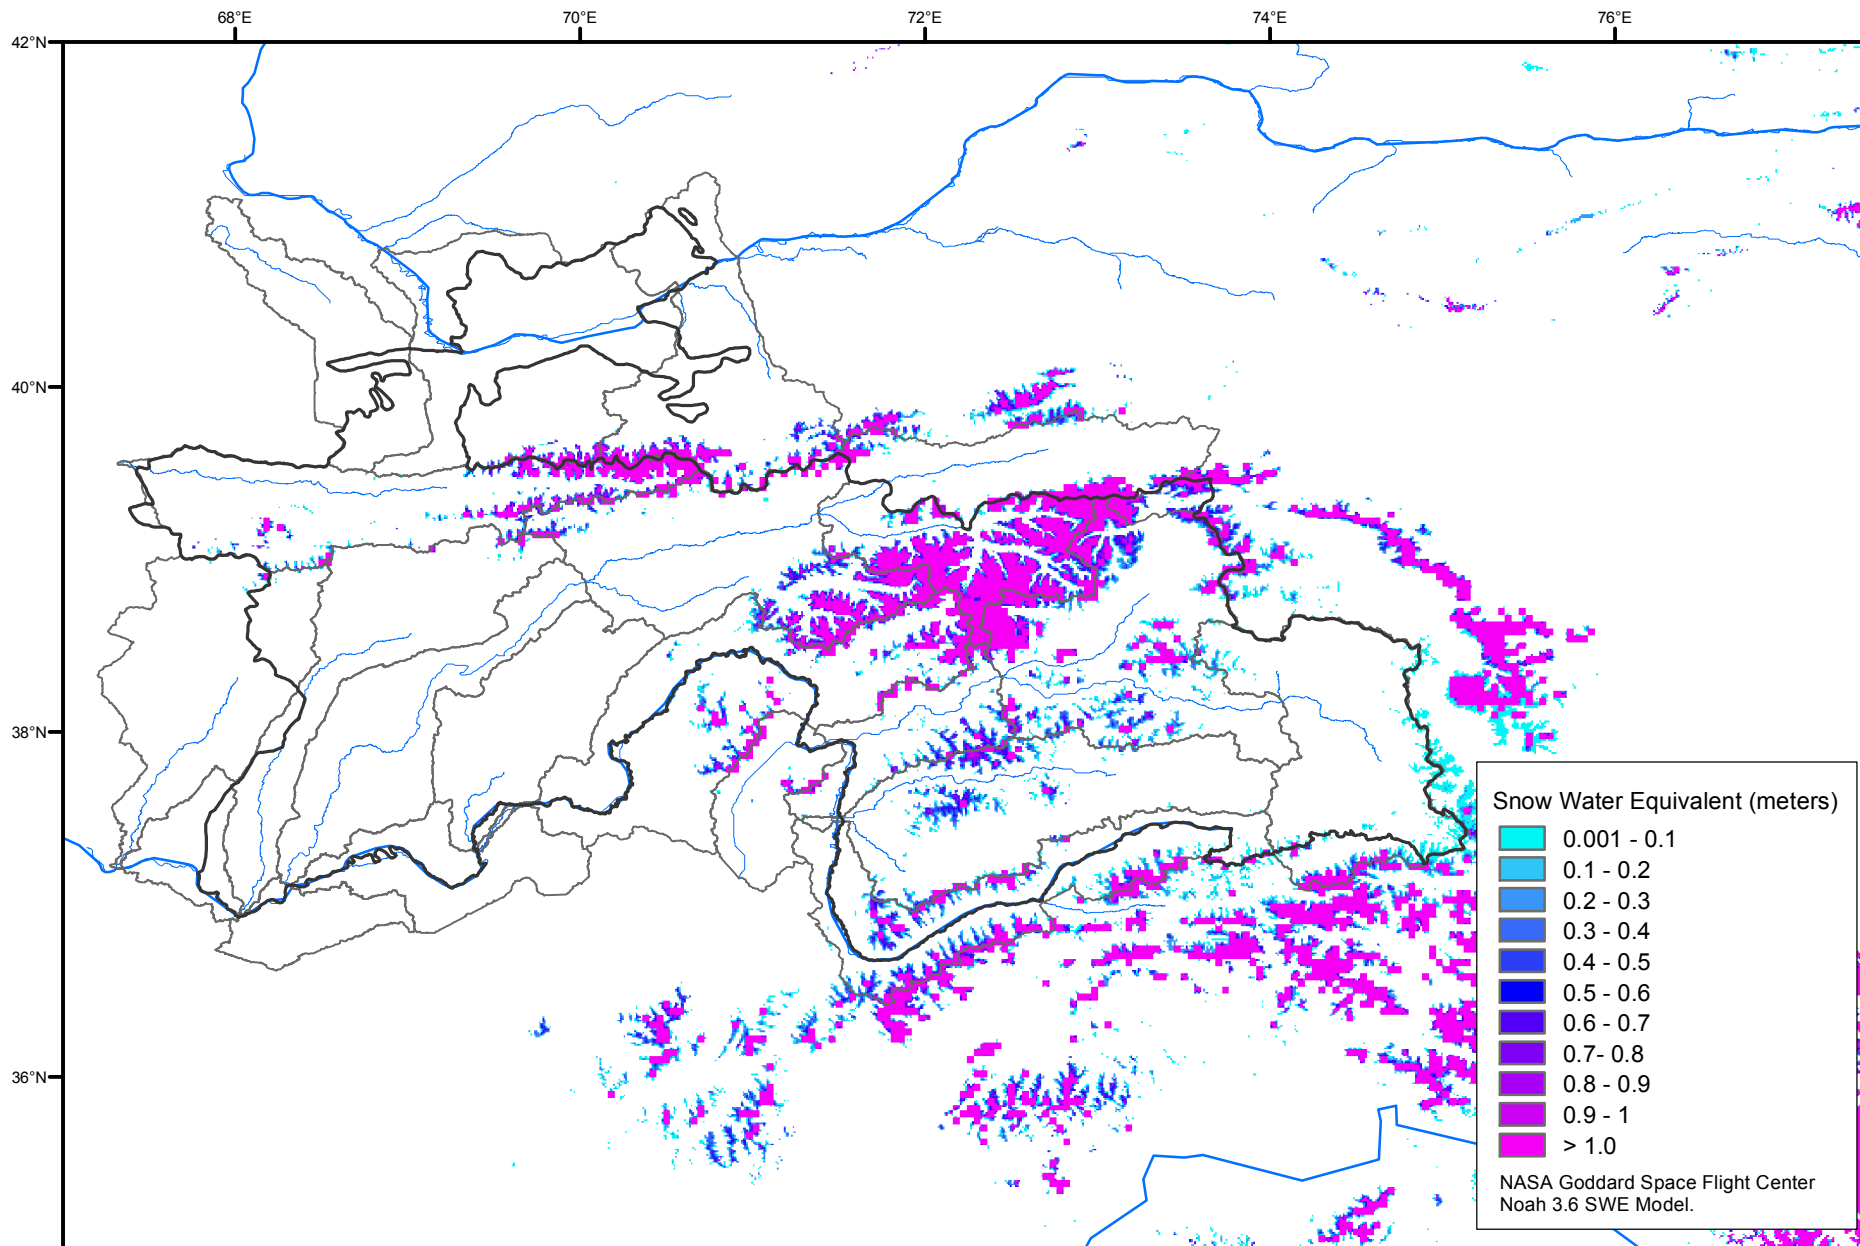 68°E 70°E 72°E 74°E 76°E
42°N
40°N
38°N
36°N
Snow Water Equivalent (meters)
0.001 - 0.1
0.1 - 0.2
0.2 - 0.3
0.3 - 0.4
0.4 - 0.5
0.5 - 0.6
0.6 - 0.7
0.7- 0.8
0.8 - 0.9
0.9 - 1
> 1.0
NASA Goddard Space Flight Center
Noah 3.6 SWE Model.